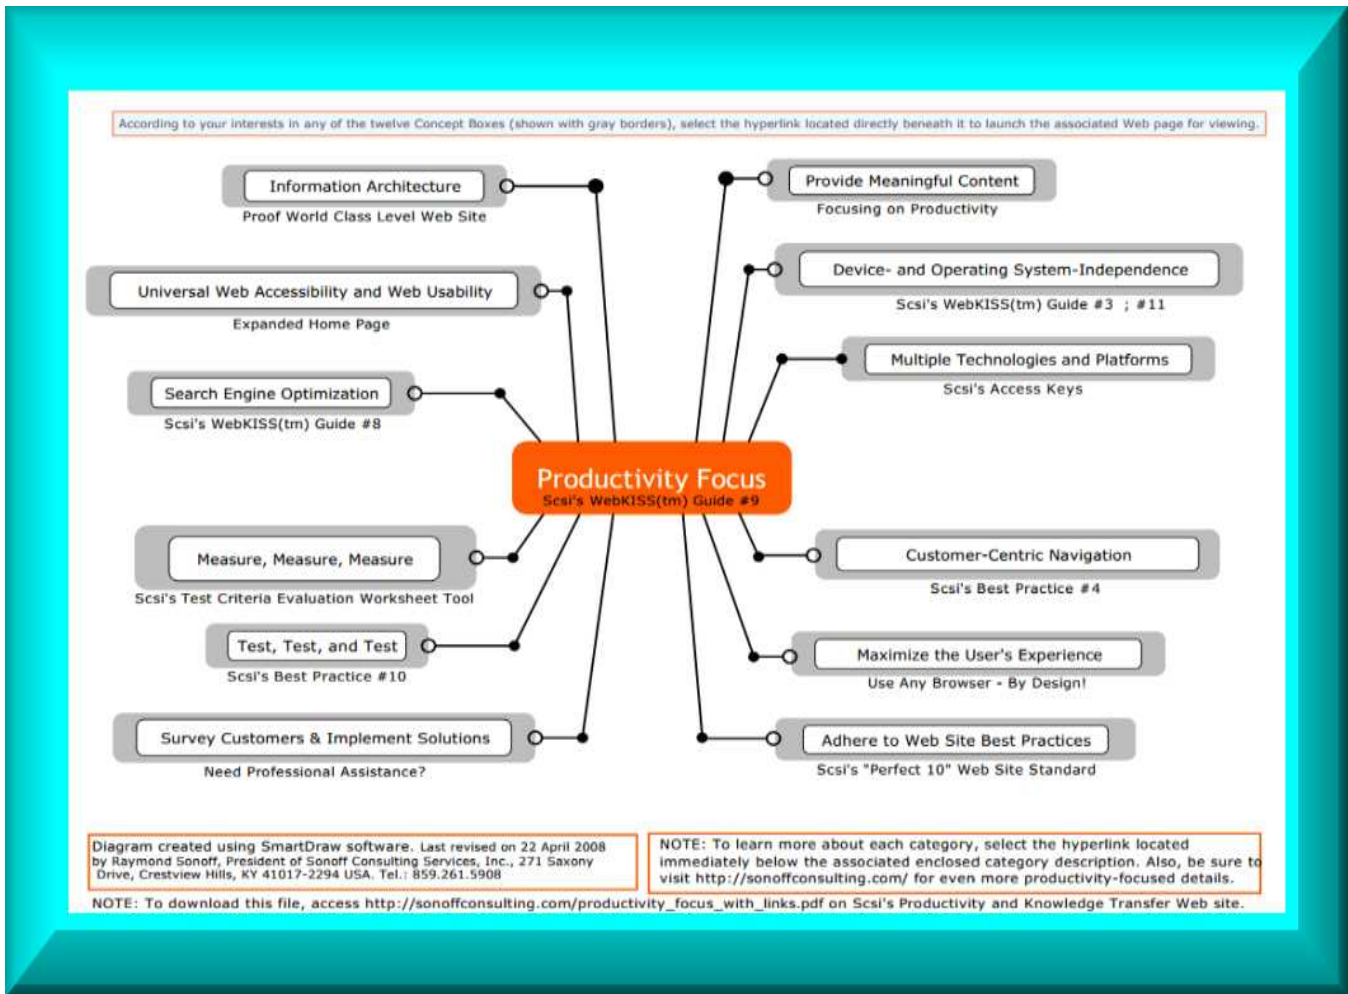 According to your interests in any of the twelve Concept Boxes (shown with gray borders), select the hyperlink located directly beneath it to launch the associated Web page for viewing.
Information Architecture
Proof World Class Level Web Site
Universal Web Accessibility and Web Usability
Expanded Home Page
Search Engine Optimization
Scsi's WebKISS(tm) Guide #8
Provide Meaningful Content
Focusing on Productivity
Device- and Operating System-Independence
Scsi's WebKISS(tm) Guide #3 ; #11
Multiple Technologies and Platforms
Scsi's Access Keys
Productivity Focus
Scsi's WebKISS(tm) Guide #9
Measure, Measure, Measure
Scsi's Test Criteria Evaluation Worksheet Tool
Test, Test, and Test
Scsi's Best Practice #10
Survey Customers & Implement Solutions
Need Professional Assistance?
Customer-Centric Navigation
Scsi's Best Practice #4
Maximize the User's Experience
Use Any Browser - By Design!
Adhere to Web Site Best Practices
Scsi's "Perfect 10" Web Site Standard
Diagram created using SmartDraw software. Last revised on 22 April 2008
by Raymond Sonoff, President of Sonoff Consulting Services, Inc., 271 Saxony
Drive, Crestview Hills, KY 41017-2294 USA. Tel.: 859.261.5908
NOTE: To learn more about each category, select the hyperlink located
immediately below the associated enclosed category description. Also, be sure to
visit http://sonoffconsulting.com/ for even more productivity-focused details.
NOTE: To download this file, access http://sonoffconsulting.com/productivity_focus_with_links.pdf on Scsi's Productivity and Knowledge Transfer Web site.